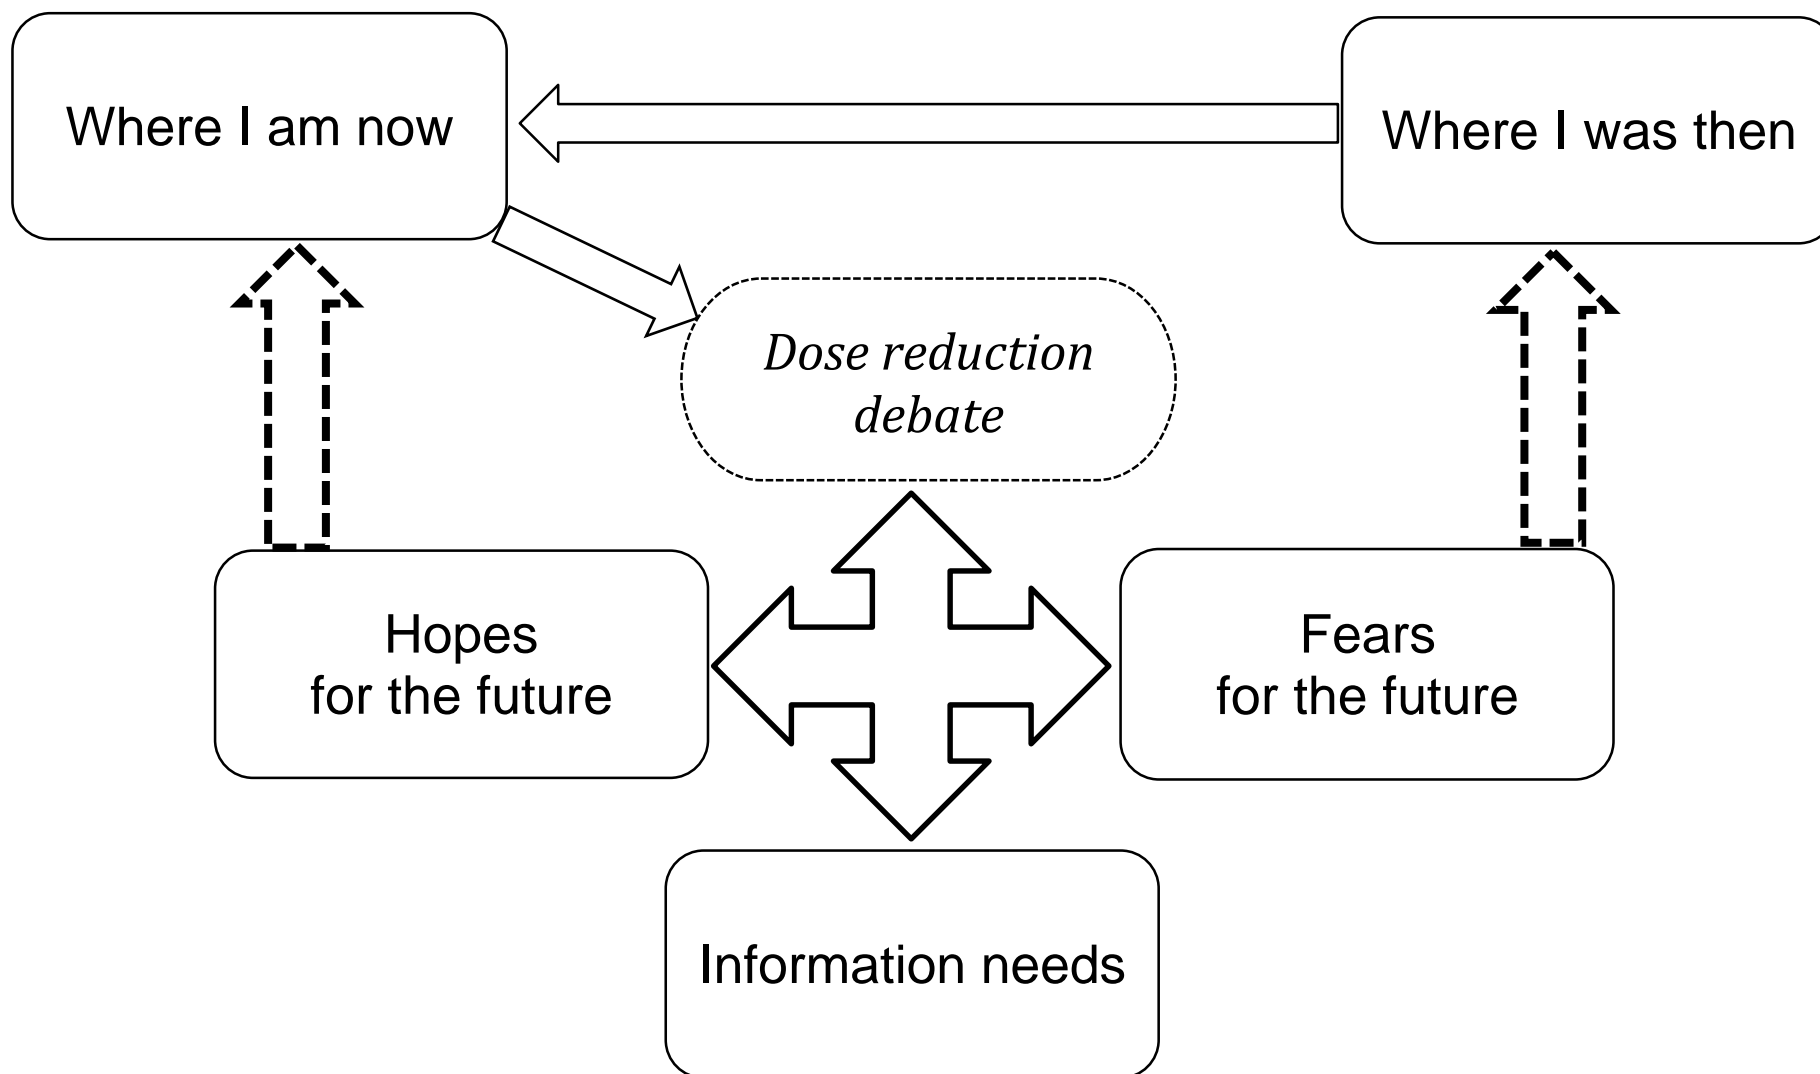 Where I am now
Where I was then
Dose reduction
debate
Hopes
for the future
Fears
for the future
Information needs